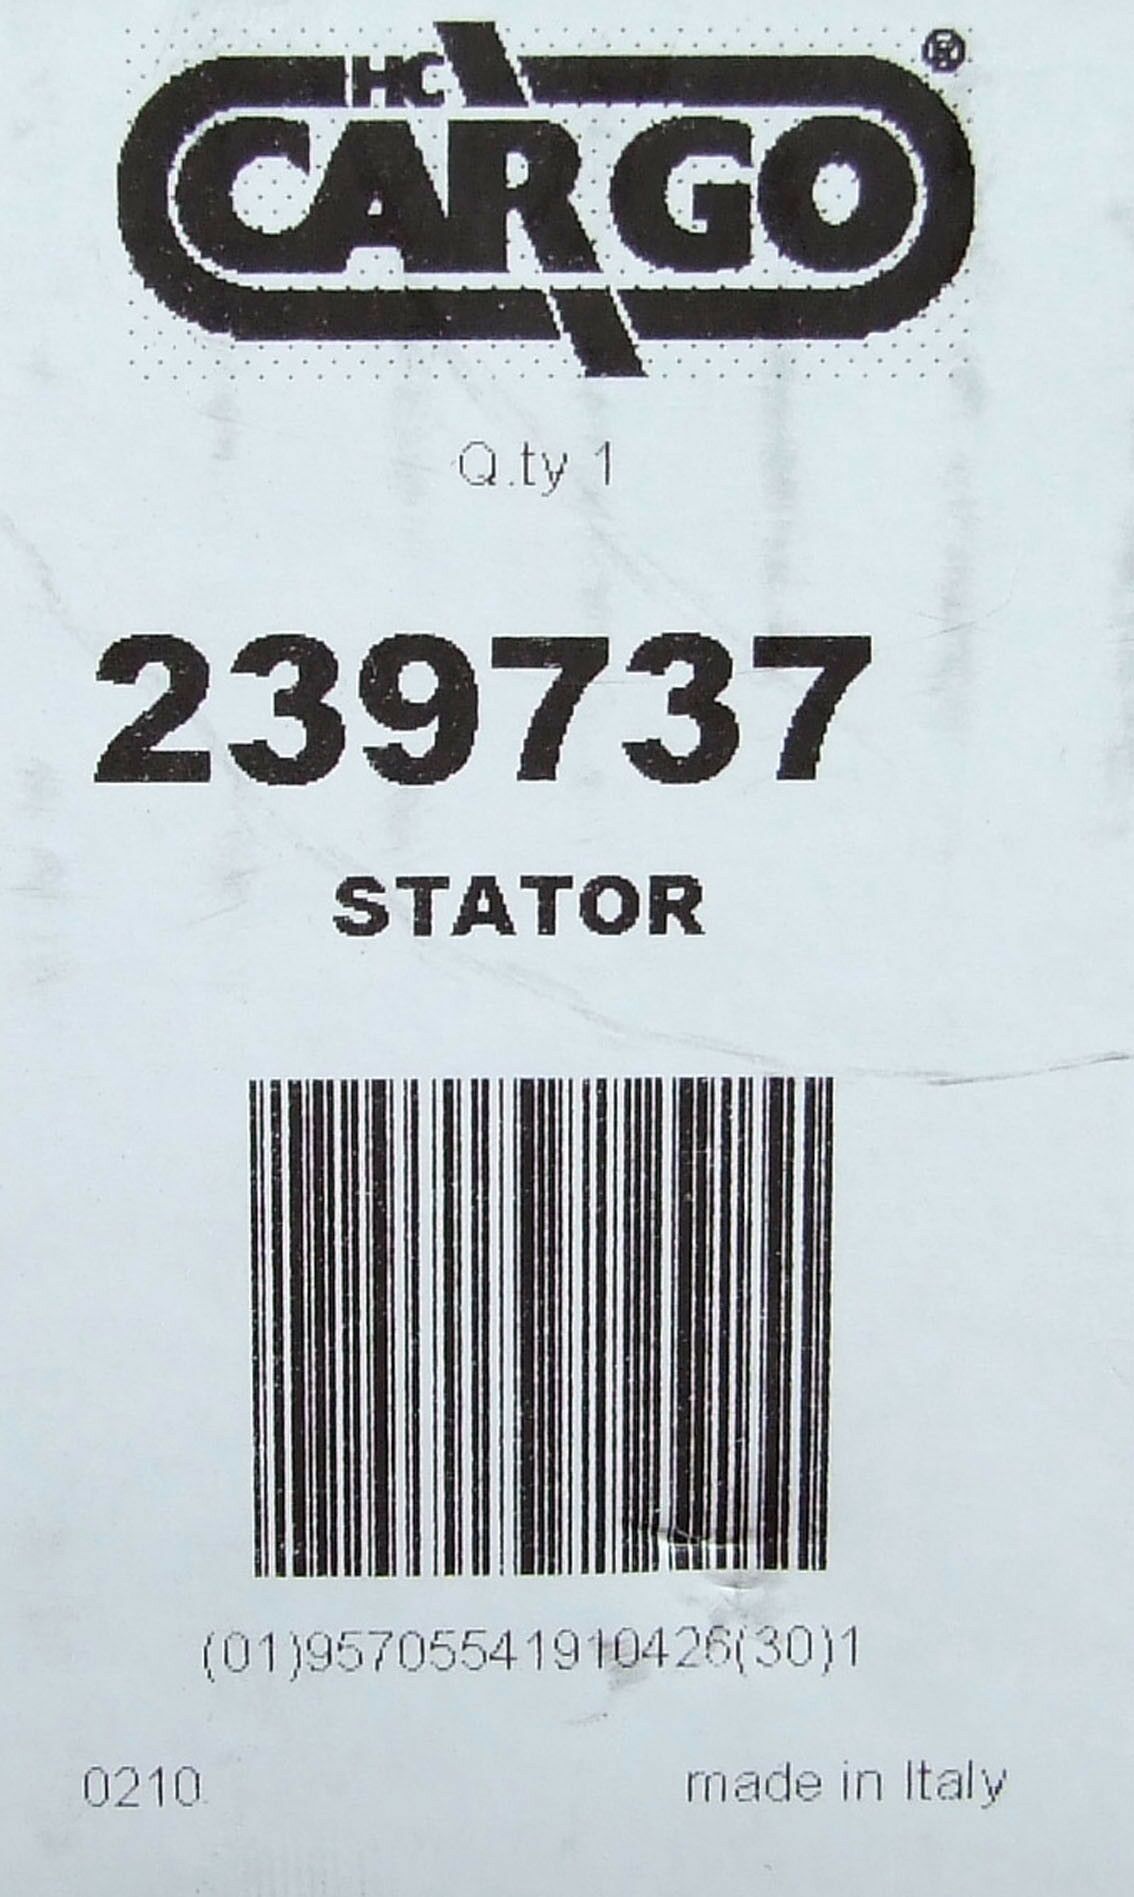 HC
CARGO®
Q.ty 1
239737
STATOR
(01)95705541910426(30)1
0210
made in Italy